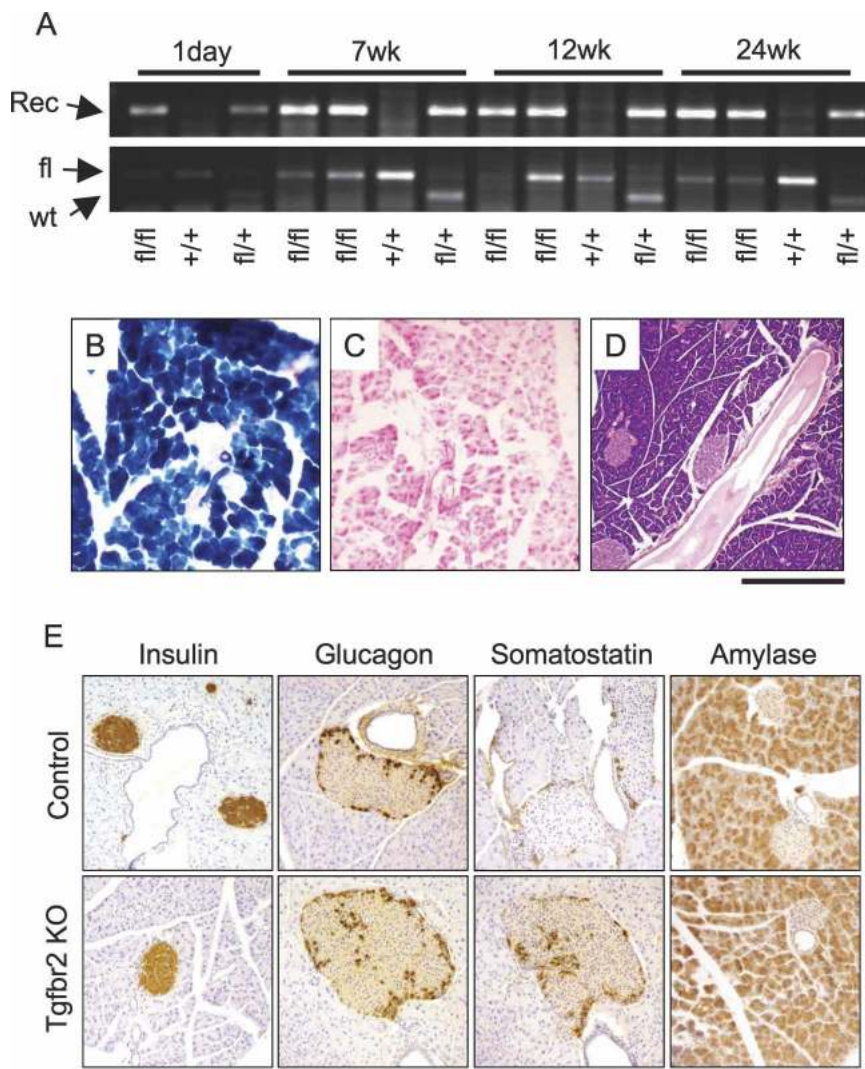 A
1day 7wk 12wk 24wk
Rec
fl
wt
fl/fl +/+ fl/+ fl/fl fl/fl +/+ fl/+ fl/fl fl/fl +/+ fl/+ fl/fl fl/fl +/+ fl/+
B C D
E
Insulin Glucagon Somatostatin Amylase
Control
Tgfbr2 KO